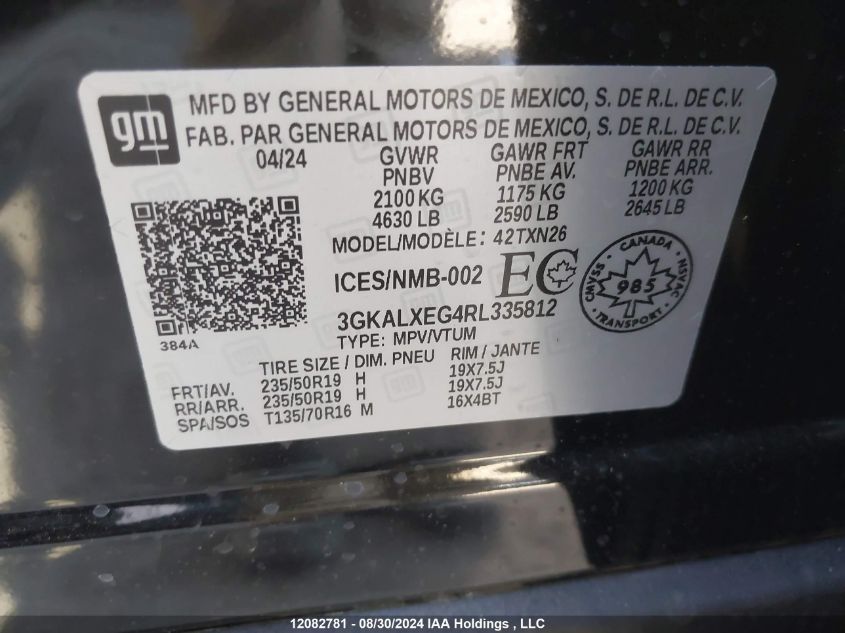 gm
MFD BY GENERAL MOTORS DE MEXICO, S. DE R.L. DE C.V.
FAB. PAR GENERAL MOTORS DE MEXICO, S. DE R.L. DE C.V.
04/24 GVWR GAWR FRT GAWR RR
PNBV PNBE AV. PNBE ARR.
2100 KG 1175 KG 1200 KG
4630 LB 2590 LB 2645 LB
MODEL/MODÈLE: 42TXN26
ICES/NMB-002 EC
CANADA
CMVSS 985 NSVAC
TRANSPORT
3GKALXEG4RL335812
384A
TYPE: MPV/VTUM
TIRE SIZE / DIM. PNEU RIM / JANTE
FRT/AV. 235/50R19 H 19X7.5J
RR/ARR. 235/50R19 H 19X7.5J
SPA/SOS T135/70R16 M 16X4BT
12082781 - 08/30/2024 IAA Holdings , LLC